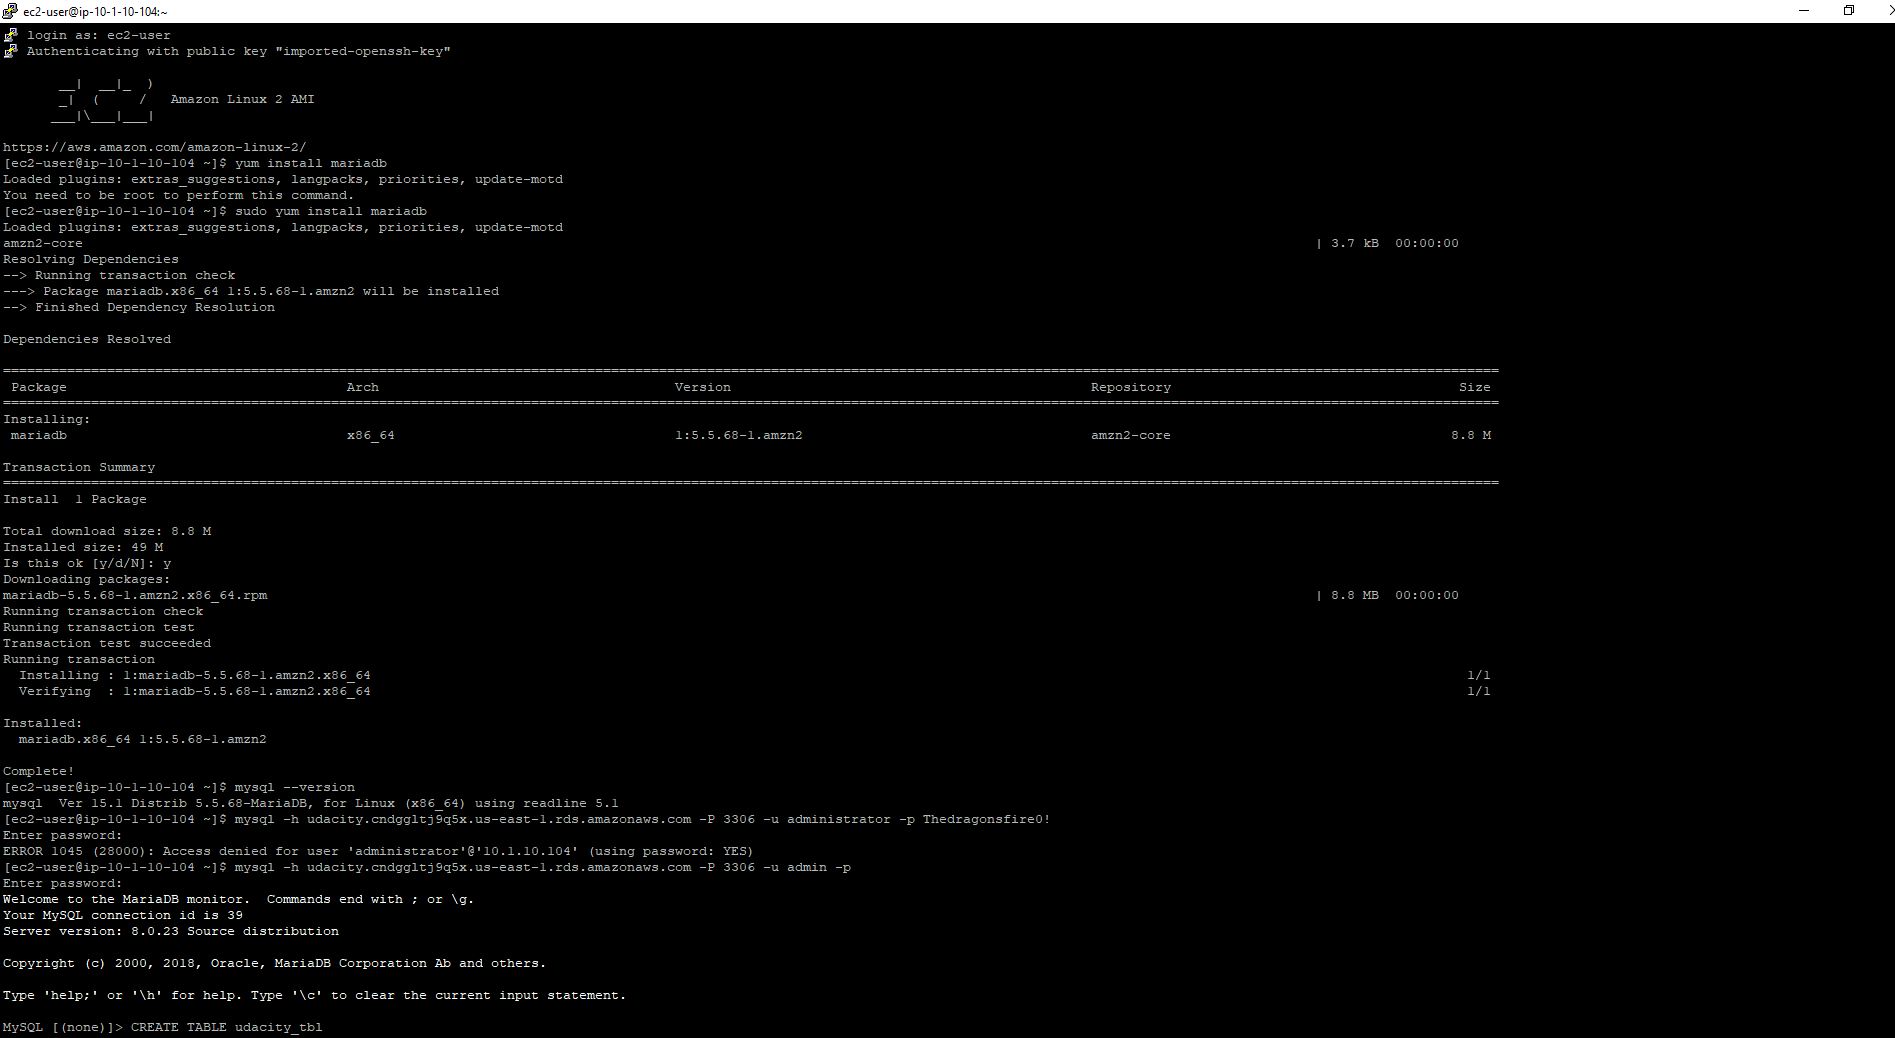 ec2-user@ip-10-1-10-104:~
login as: ec2-user
Authenticating with public key "imported-openssh-key"
__|  __|_  )
_|  (     /   Amazon Linux 2 AMI
___|\___|___|
https://aws.amazon.com/amazon-linux-2/
[ec2-user@ip-10-1-10-104 ~]$ yum install mariadb
Loaded plugins: extras_suggestions, langpacks, priorities, update-motd
You need to be root to perform this command.
[ec2-user@ip-10-1-10-104 ~]$ sudo yum install mariadb
Loaded plugins: extras_suggestions, langpacks, priorities, update-motd
amzn2-core | 3.7 kB  00:00:00
Resolving Dependencies
--> Running transaction check
---> Package mariadb.x86_64 1:5.5.68-1.amzn2 will be installed
--> Finished Dependency Resolution
Dependencies Resolved
Package Arch Version Repository Size
Installing:
mariadb x86_64 1:5.5.68-1.amzn2 amzn2-core 8.8 M
Transaction Summary
Install  1 Package
Total download size: 8.8 M
Installed size: 49 M
Is this ok [y/d/N]: y
Downloading packages:
mariadb-5.5.68-1.amzn2.x86_64.rpm | 8.8 MB  00:00:00
Running transaction check
Running transaction test
Transaction test succeeded
Running transaction
Installing : 1:mariadb-5.5.68-1.amzn2.x86_64 1/1
Verifying  : 1:mariadb-5.5.68-1.amzn2.x86_64 1/1
Installed:
mariadb.x86_64 1:5.5.68-1.amzn2
Complete!
[ec2-user@ip-10-1-10-104 ~]$ mysql --version
mysql  Ver 15.1 Distrib 5.5.68-MariaDB, for Linux (x86_64) using readline 5.1
[ec2-user@ip-10-1-10-104 ~]$ mysql -h udacity.cndggltj9q5x.us-east-1.rds.amazonaws.com -P 3306 -u administrator -p Thedragonsfire0!
Enter password:
ERROR 1045 (28000): Access denied for user 'administrator'@'10.1.10.104' (using password: YES)
[ec2-user@ip-10-1-10-104 ~]$ mysql -h udacity.cndggltj9q5x.us-east-1.rds.amazonaws.com -P 3306 -u admin -p
Enter password:
Welcome to the MariaDB monitor.  Commands end with ; or \g.
Your MySQL connection id is 39
Server version: 8.0.23 Source distribution
Copyright (c) 2000, 2018, Oracle, MariaDB Corporation Ab and others.
Type 'help;' or '\h' for help. Type '\c' to clear the current input statement.
MySQL [(none)]> CREATE TABLE udacity_tbl